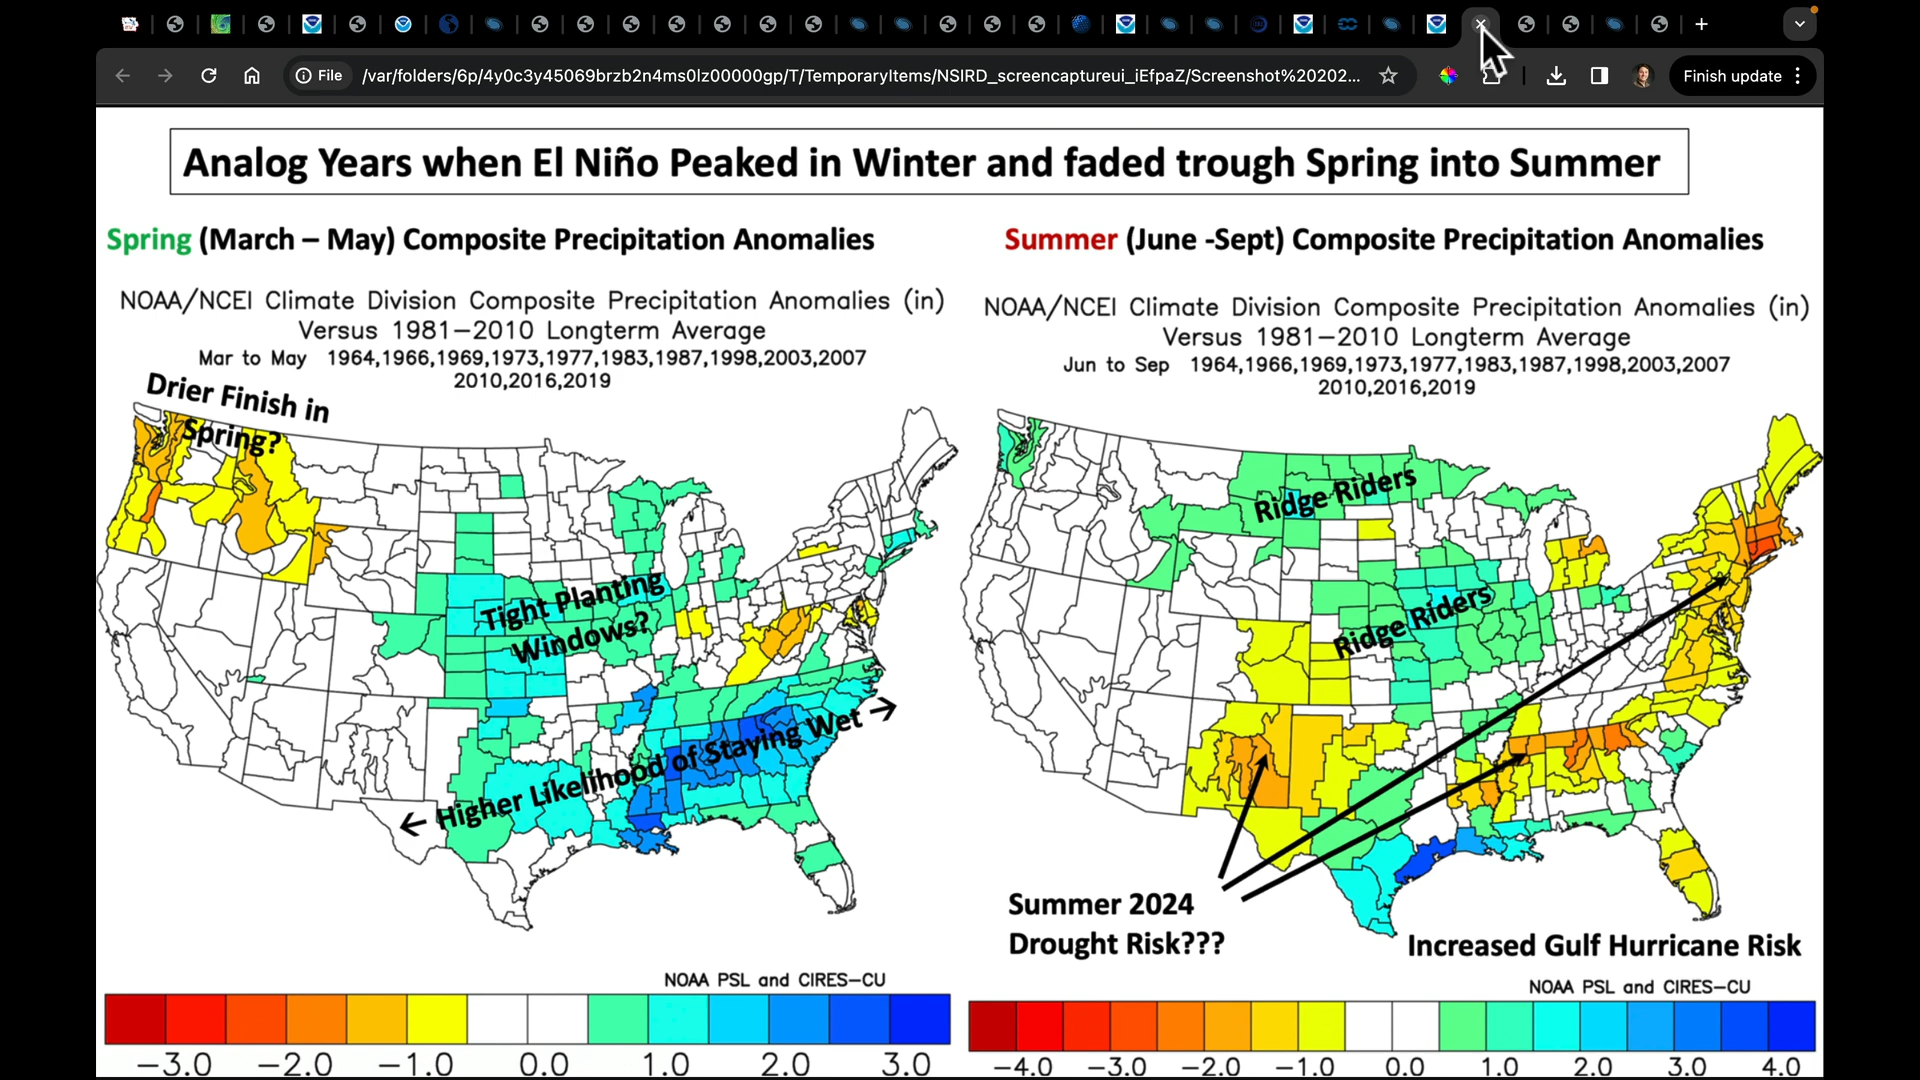 File
/var/folders/6p/4y0c3y45069brzb2n4ms0lz00000gp/T/TemporaryItems/NSIRD_screencaptureui_iEfpaZ/Screenshot%20202...
Finish update
Analog Years when El Niño Peaked in Winter and faded trough Spring into Summer
Spring (March – May) Composite Precipitation Anomalies
NOAA/NCEI Climate Division Composite Precipitation Anomalies (in)
Versus 1981–2010 Longterm Average
Mar to May 1964,1966,1969,1973,1977,1983,1987,1998,2003,2007
2010,2016,2019
Drier Finish in
Spring?
Tight Planting
Windows?
← Higher Likelihood of Staying Wet →
NOAA PSL and CIRES–CU
−3.0 −2.0 −1.0 0.0 1.0 2.0 3.0
Summer (June -Sept) Composite Precipitation Anomalies
NOAA/NCEI Climate Division Composite Precipitation Anomalies (in)
Versus 1981–2010 Longterm Average
Jun to Sep 1964,1966,1969,1973,1977,1983,1987,1998,2003,2007
2010,2016,2019
Ridge Riders
Ridge Riders
Summer 2024
Drought Risk???
Increased Gulf Hurricane Risk
NOAA PSL and CIRES–CU
−4.0 −3.0 −2.0 −1.0 0.0 1.0 2.0 3.0 4.0